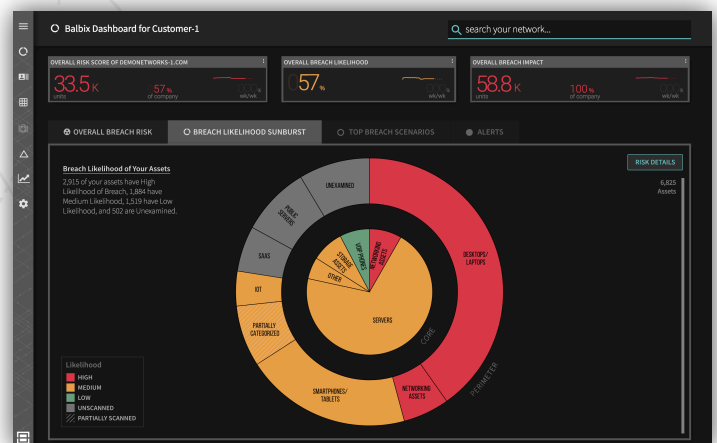 Balbix Dashboard for Customer-1
search your network...
OVERALL RISK SCORE OF DEMONETWORKS-1.COM
33.5 K
units
57 %
of company
wk/wk
OVERALL BREACH LIKELIHOOD
57 %
wk/wk
OVERALL BREACH IMPACT
58.8 K
units
100 %
of company
wk/wk
OVERALL BREACH RISK
BREACH LIKELIHOOD SUNBURST
TOP BREACH SCENARIOS
ALERTS
Breach Likelihood of Your Assets
2,915 of your assets have High
Likelihood of Breach, 1,884 have
Medium Likelihood, 1,519 have Low
Likelihood, and 502 are Unexamined.
RISK DETAILS
6,825
Assets
UNEXAMINED
PUBLIC
SERVERS
SAAS
IOT
PARTIALLY
CATEGORIZED
SMARTPHONES/
TABLETS
NETWORKING
ASSETS
DESKTOPS/
LAPTOPS
VOIP PHONES
NETWORKING
ASSETS
STORAGE
ASSETS
OTHER
SERVERS
CORE
PERIMETER
Likelihood
HIGH
MEDIUM
LOW
UNSCANNED
PARTIALLY SCANNED